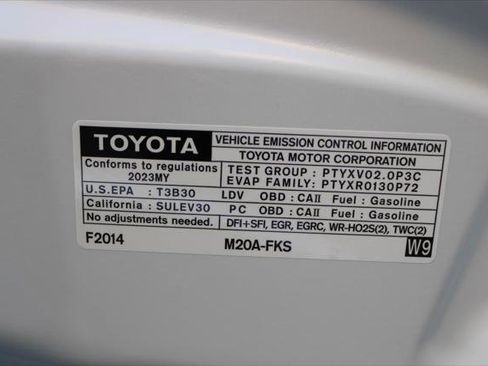 TOYOTA VEHICLE EMISSION CONTROL INFORMATION
TOYOTA MOTOR CORPORATION
Conforms to regulations
2023MY
TEST GROUP : PTYXV02.0P3C
EVAP FAMILY: PTYXR0130P72
U.S.EPA : T3B30 LDV OBD : CAII Fuel : Gasoline
California : SULEV30 PC OBD : CAII Fuel : Gasoline
No adjustments needed. DFI+SFI, EGR, EGRC, WR-HO2S(2), TWC(2)
F2014 M20A-FKS W9